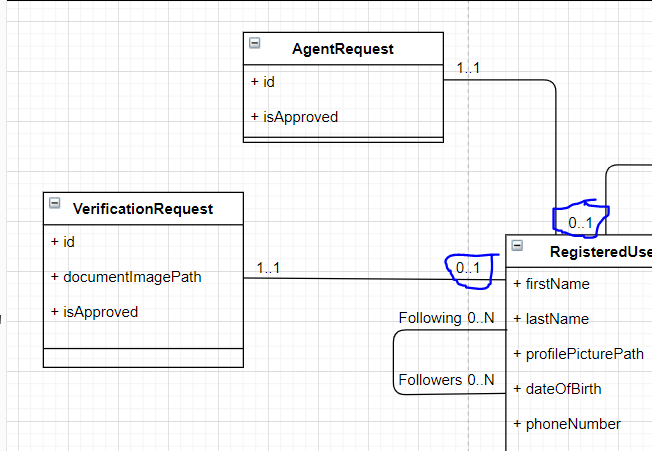 AgentRequest
+ id
+ isApproved
1..1
0..1
VerificationRequest
+ id
+ documentImagePath
+ isApproved
1..1
0..1
RegisteredUse
+ firstName
+ lastName
+ profilePicturePath
+ dateOfBirth
+ phoneNumber
Following 0..N
Followers 0..N